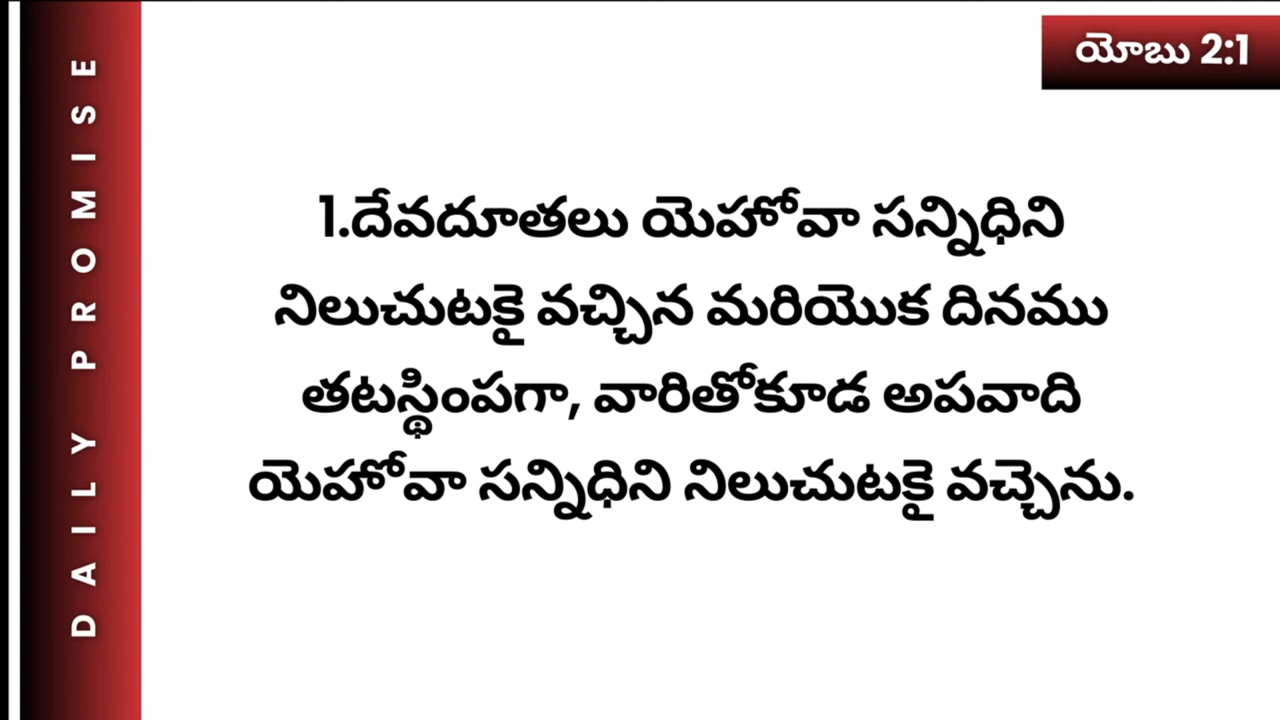 యోబు 2:1
DAILY PROMISE
1.దేవదూతలు యెహోవా సన్నిధిని
నిలుచుటకై వచ్చిన మరియొక దినము
తటస్థింపగా, వారితోకూడ అపవాది
యెహోవా సన్నిధిని నిలుచుటకై వచ్చెను.